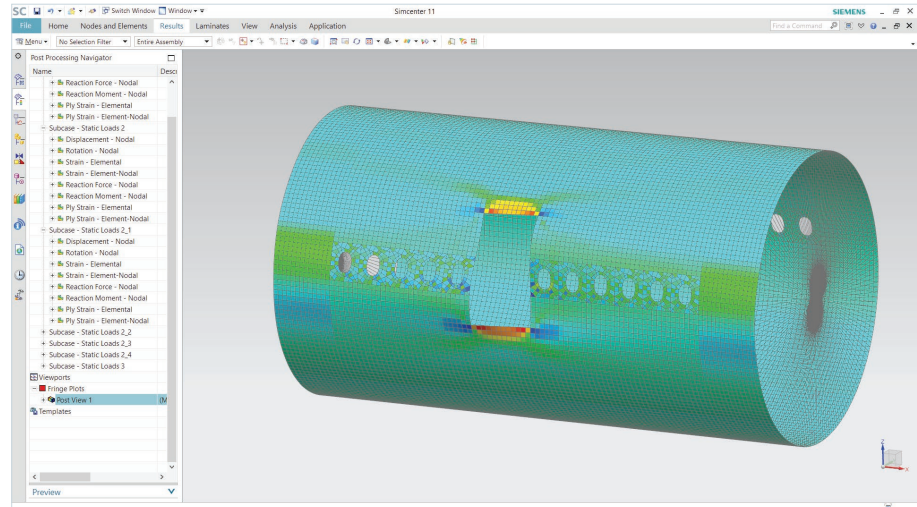 SC Switch Window Window Simcenter 11 SIEMENS
File Home Nodes and Elements Results Laminates View Analysis Application Find a Command
Menu No Selection Filter Entire Assembly
Post Processing Navigator
Name Descr
+ Reaction Force - Nodal
+ Reaction Moment - Nodal
+ Ply Strain - Elemental
+ Ply Strain - Element-Nodal
- Subcase - Static Loads 2
+ Displacement - Nodal
+ Rotation - Nodal
+ Strain - Elemental
+ Strain - Element-Nodal
+ Reaction Force - Nodal
+ Reaction Moment - Nodal
+ Ply Strain - Elemental
+ Ply Strain - Element-Nodal
- Subcase - Static Loads 2_1
+ Displacement - Nodal
+ Rotation - Nodal
+ Strain - Elemental
+ Strain - Element-Nodal
+ Reaction Force - Nodal
+ Reaction Moment - Nodal
+ Ply Strain - Elemental
+ Ply Strain - Element-Nodal
+ Subcase - Static Loads 2_2
+ Subcase - Static Loads 2_3
+ Subcase - Static Loads 2_4
+ Subcase - Static Loads 3
Viewports
- Fringe Plots
+ Post View 1 (M
Templates
Preview
Z
X